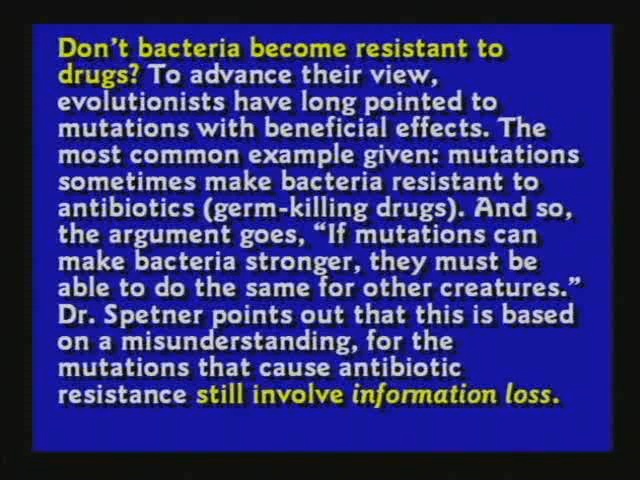 Don't bacteria become resistant to
drugs? To advance their view,
evolutionists have long pointed to
mutations with beneficial effects. The
most common example given: mutations
sometimes make bacteria resistant to
antibiotics (germ-killing drugs). And so,
the argument goes, “If mutations can
make bacteria stronger, they must be
able to do the same for other creatures.”
Dr. Spetner points out that this is based
on a misunderstanding, for the
mutations that cause antibiotic
resistance still involve information loss.